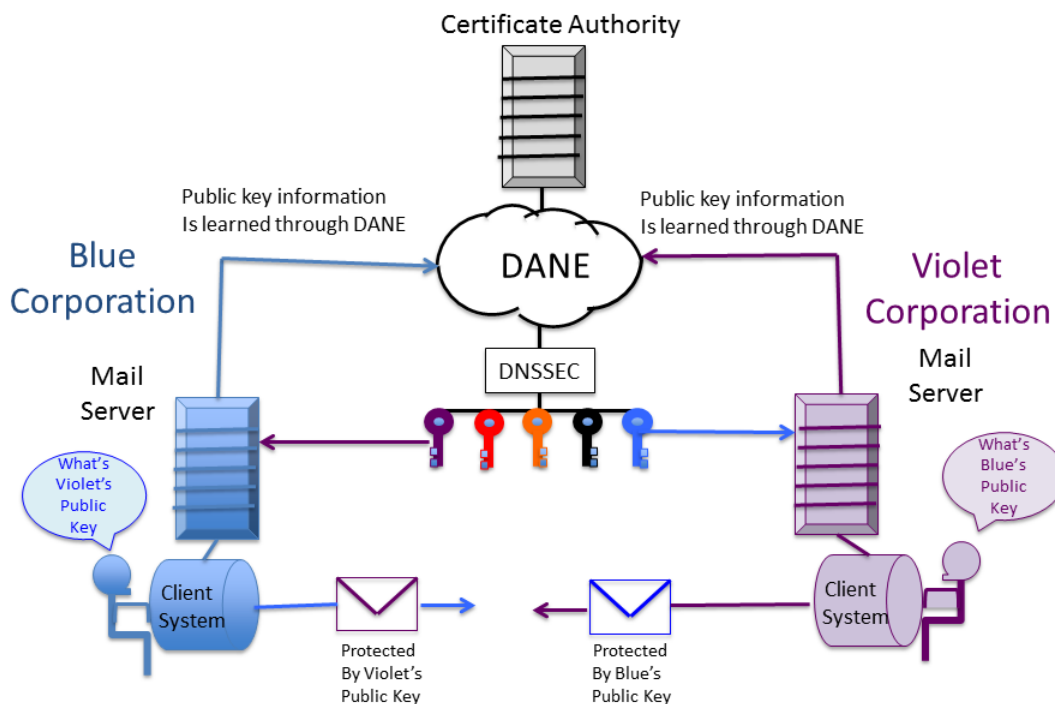 Certificate Authority
Public key information
Is learned through DANE
Public key information
Is learned through DANE
Blue
Corporation
DANE
Violet
Corporation
DNSSEC
Mail
Server
Mail
Server
What's
Violet's
Public
Key
What's
Blue's
Public
Key
Client
System
Client
System
Protected
By Violet's
Public Key
Protected
By Blue's
Public Key